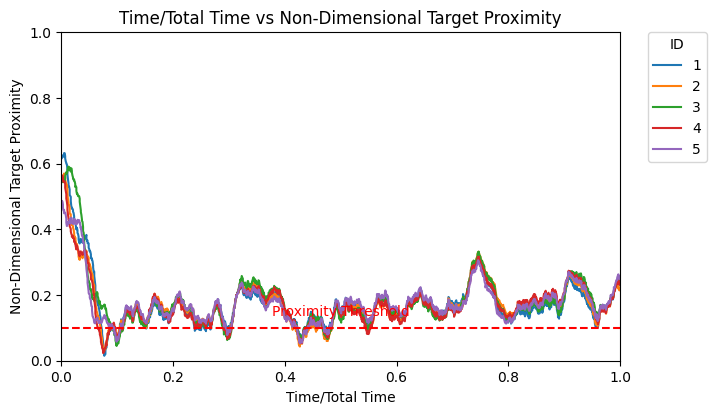 Time/Total Time vs Non-Dimensional Target Proximity
Non-Dimensional Target Proximity
1.0
0.8
0.6
0.4
0.2
0.0
Proximity Threshold
0.0 0.2 0.4 0.6 0.8 1.0
Time/Total Time
ID
1
2
3
4
5